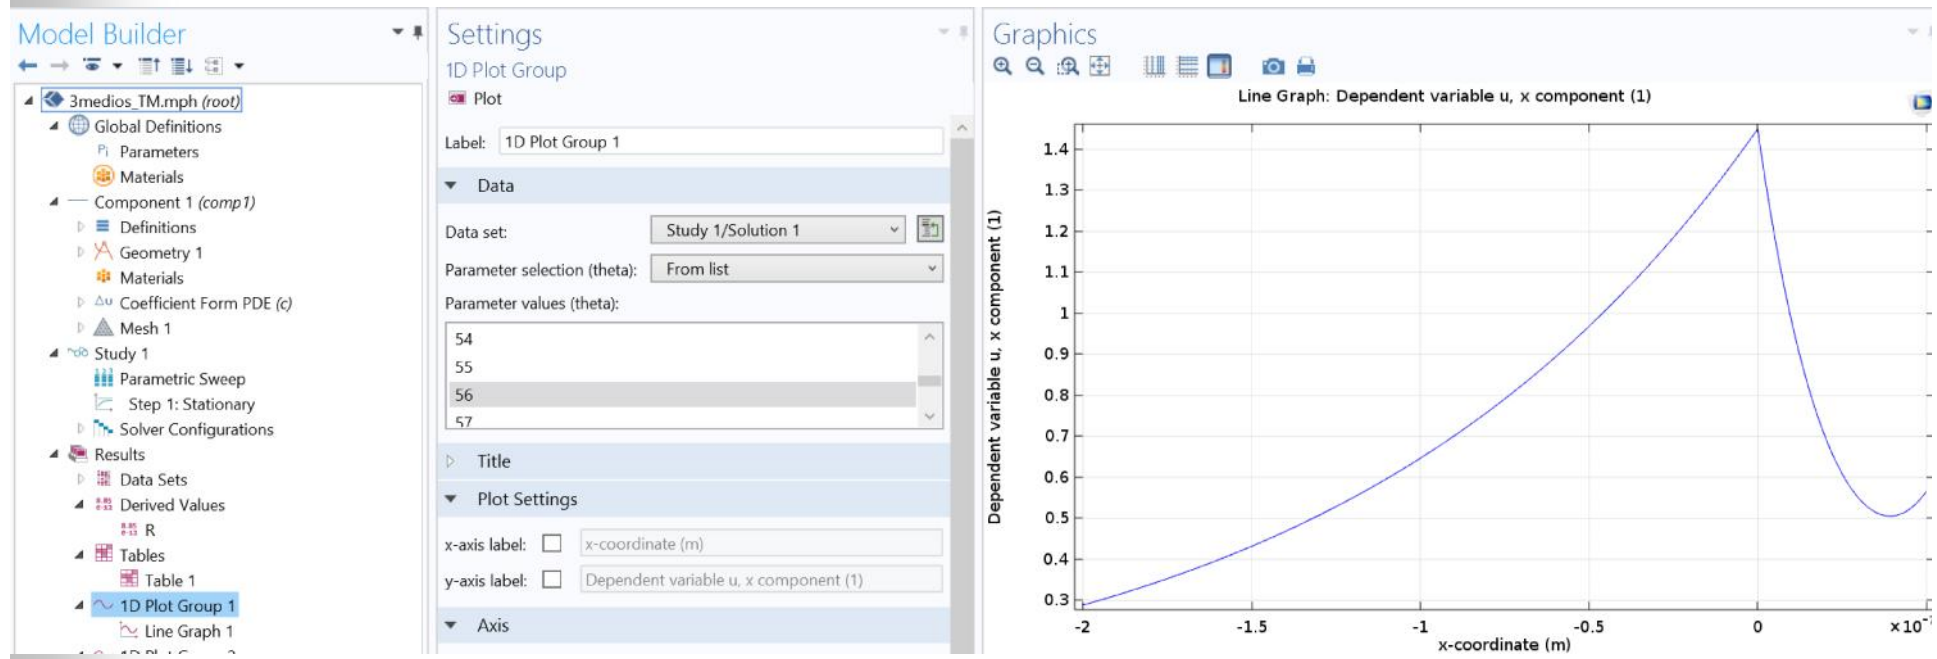 Model Builder
3medios_TM.mph (root)
Global Definitions
Pi Parameters
Materials
Component 1 (comp1)
Definitions
Geometry 1
Materials
Δu Coefficient Form PDE (c)
Mesh 1
Study 1
Parametric Sweep
Step 1: Stationary
Solver Configurations
Results
Data Sets
Derived Values
R
Tables
Table 1
1D Plot Group 1
Line Graph 1
Settings
1D Plot Group
Plot
Label: 1D Plot Group 1
Data
Data set: Study 1/Solution 1
Parameter selection (theta): From list
Parameter values (theta):
54
55
56
57
Title
Plot Settings
x-axis label: x-coordinate (m)
y-axis label: Dependent variable u, x component (1)
Axis
Graphics
Line Graph: Dependent variable u, x component (1)
Dependent variable u, x component (1)
1.4
1.3
1.2
1.1
1
0.9
0.8
0.7
0.6
0.5
0.4
0.3
-2 -1.5 -1 -0.5 0
x-coordinate (m)